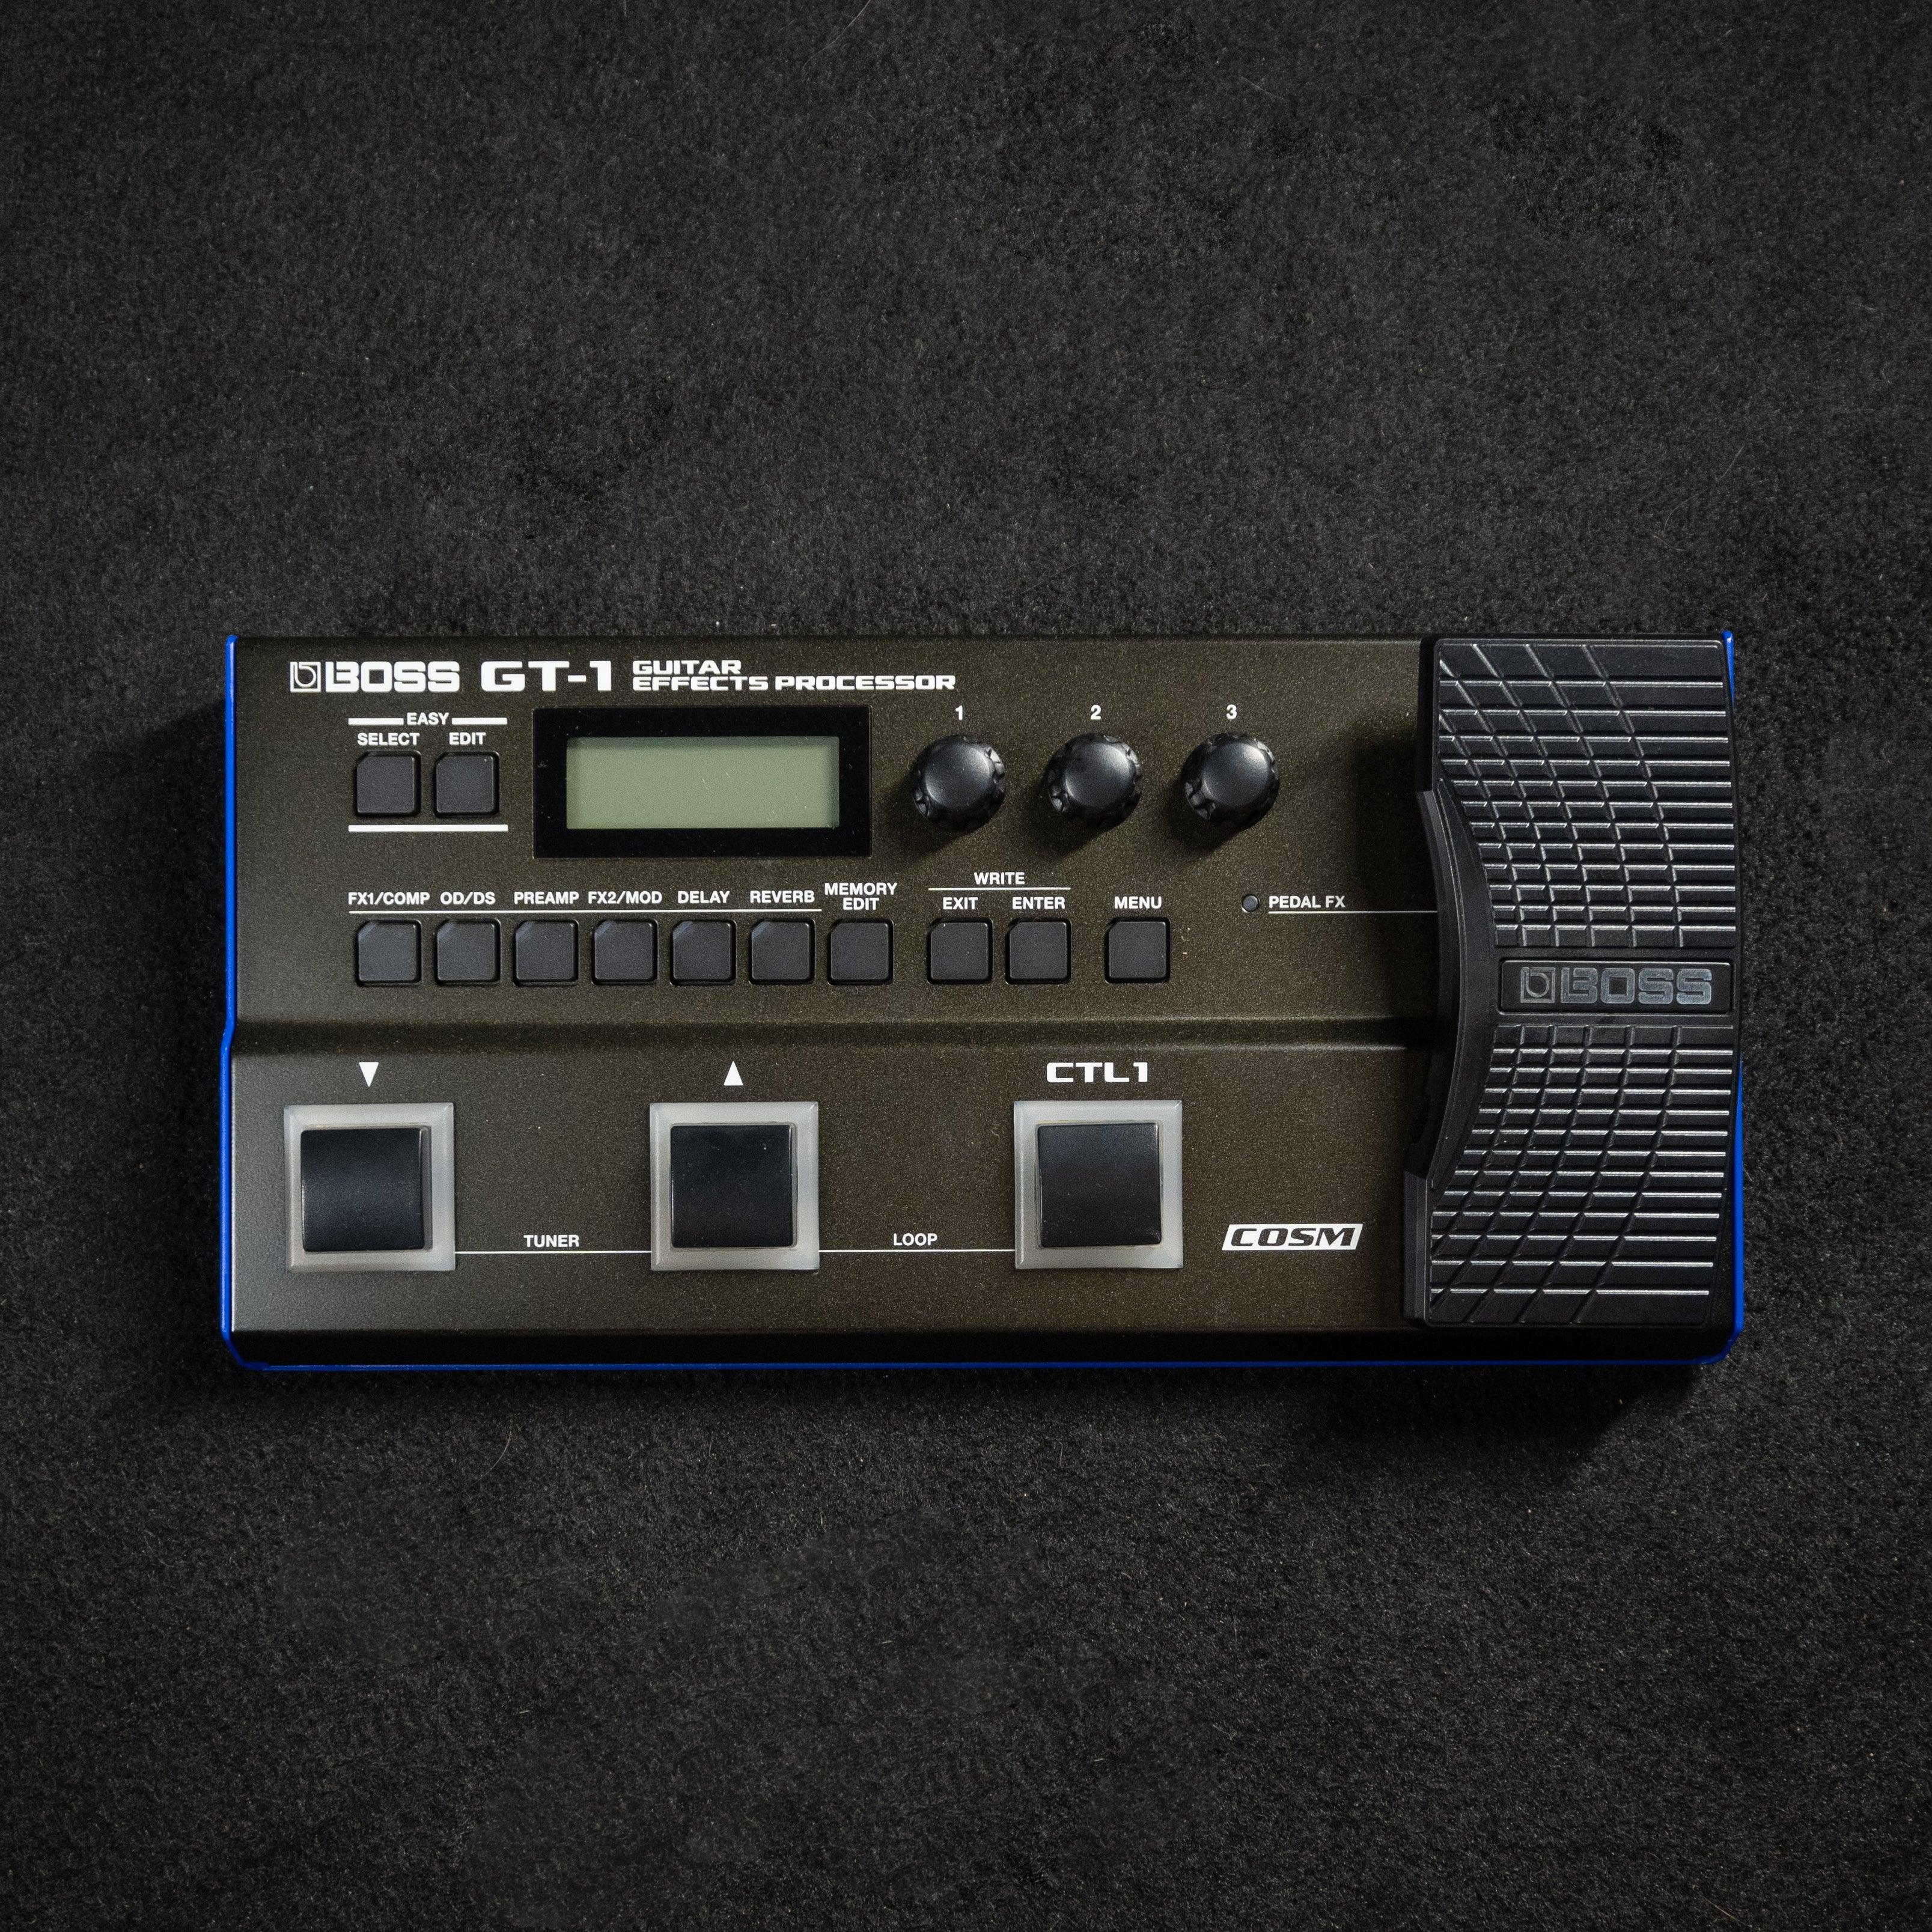 BOSS GT-1 GUITAR
EFFECTS PROCESSOR
EASY
SELECT EDIT
1 2 3
FX1/COMP OD/DS PREAMP FX2/MOD DELAY REVERB MEMORY
EDIT
WRITE
EXIT ENTER
MENU
PEDAL FX
BOSS
CTL1
TUNER LOOP
COSM